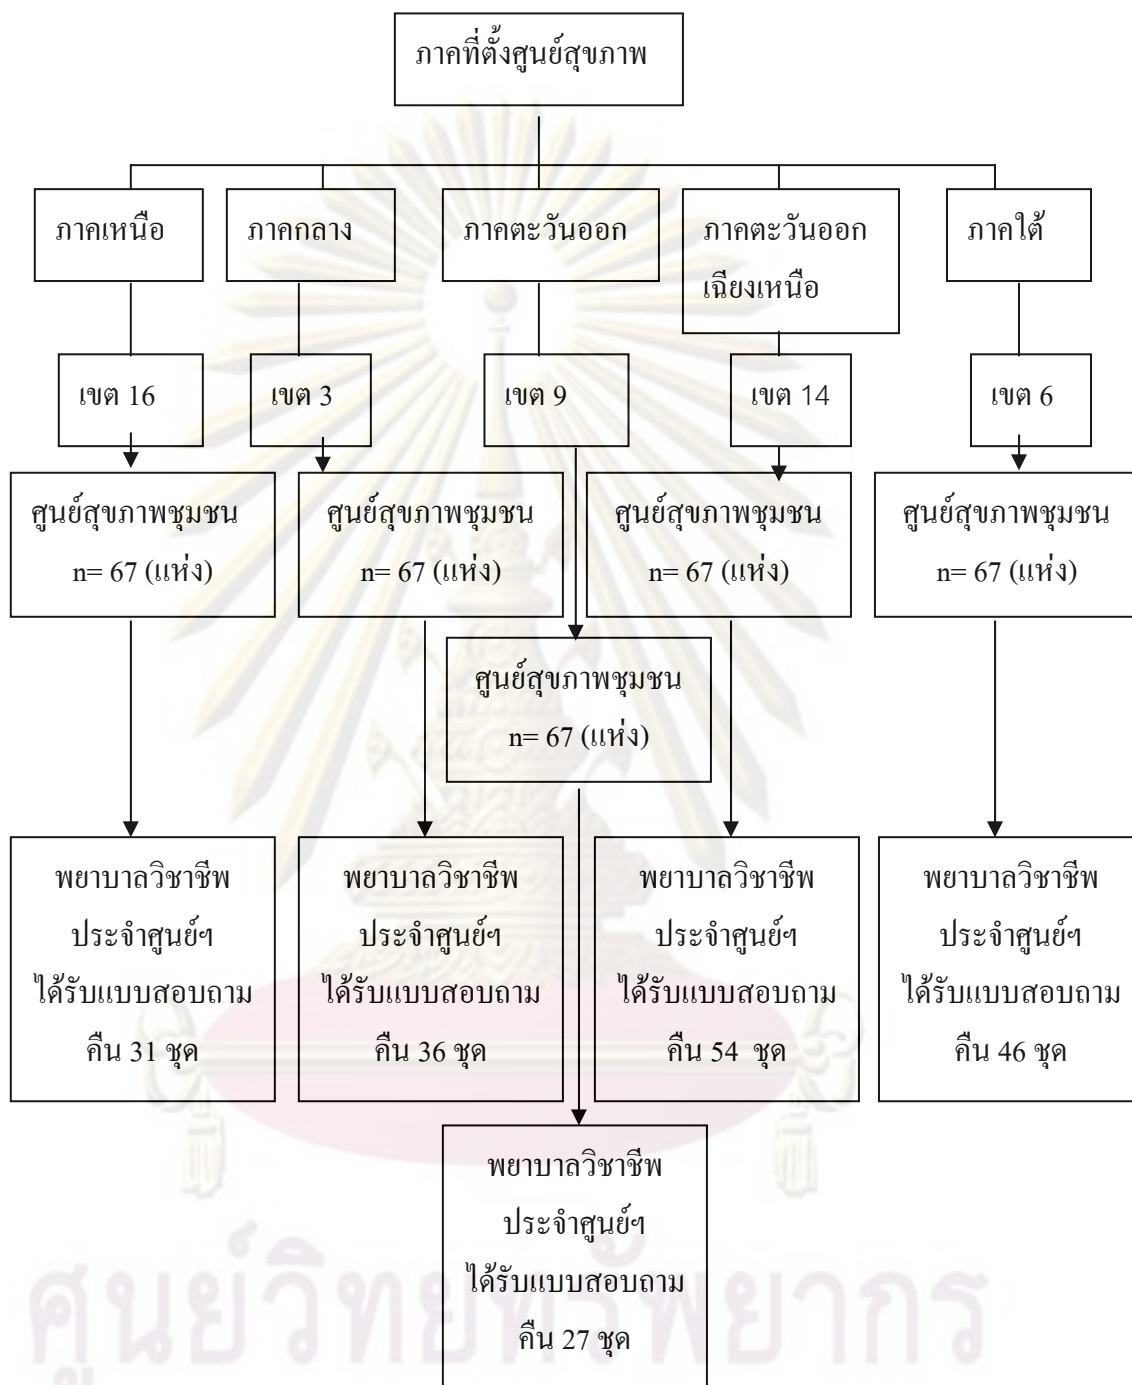 ภาคที่ตั้งศูนย์สุขภาพ
ภาคเหนือ
ภาคกลาง
ภาคตะวันออก
ภาคตะวันออก
เฉียงเหนือ
ภาคใต้
เขต 16
เขต 3
เขต 9
เขต 14
เขต 6
ศูนย์สุขภาพชุมชน
n= 67 (แห่ง)
ศูนย์สุขภาพชุมชน
n= 67 (แห่ง)
ศูนย์สุขภาพชุมชน
n= 67 (แห่ง)
ศูนย์สุขภาพชุมชน
n= 67 (แห่ง)
ศูนย์สุขภาพชุมชน
n= 67 (แห่ง)
พยาบาลวิชาชีพ
ประจำศูนย์ฯ
ได้รับแบบสอบถาม
คืน 31 ชุด
พยาบาลวิชาชีพ
ประจำศูนย์ฯ
ได้รับแบบสอบถาม
คืน 36 ชุด
พยาบาลวิชาชีพ
ประจำศูนย์ฯ
ได้รับแบบสอบถาม
คืน 54 ชุด
พยาบาลวิชาชีพ
ประจำศูนย์ฯ
ได้รับแบบสอบถาม
คืน 46 ชุด
พยาบาลวิชาชีพ
ประจำศูนย์ฯ
ได้รับแบบสอบถาม
คืน 27 ชุด
ศูนย์วิทยทรัพยากร